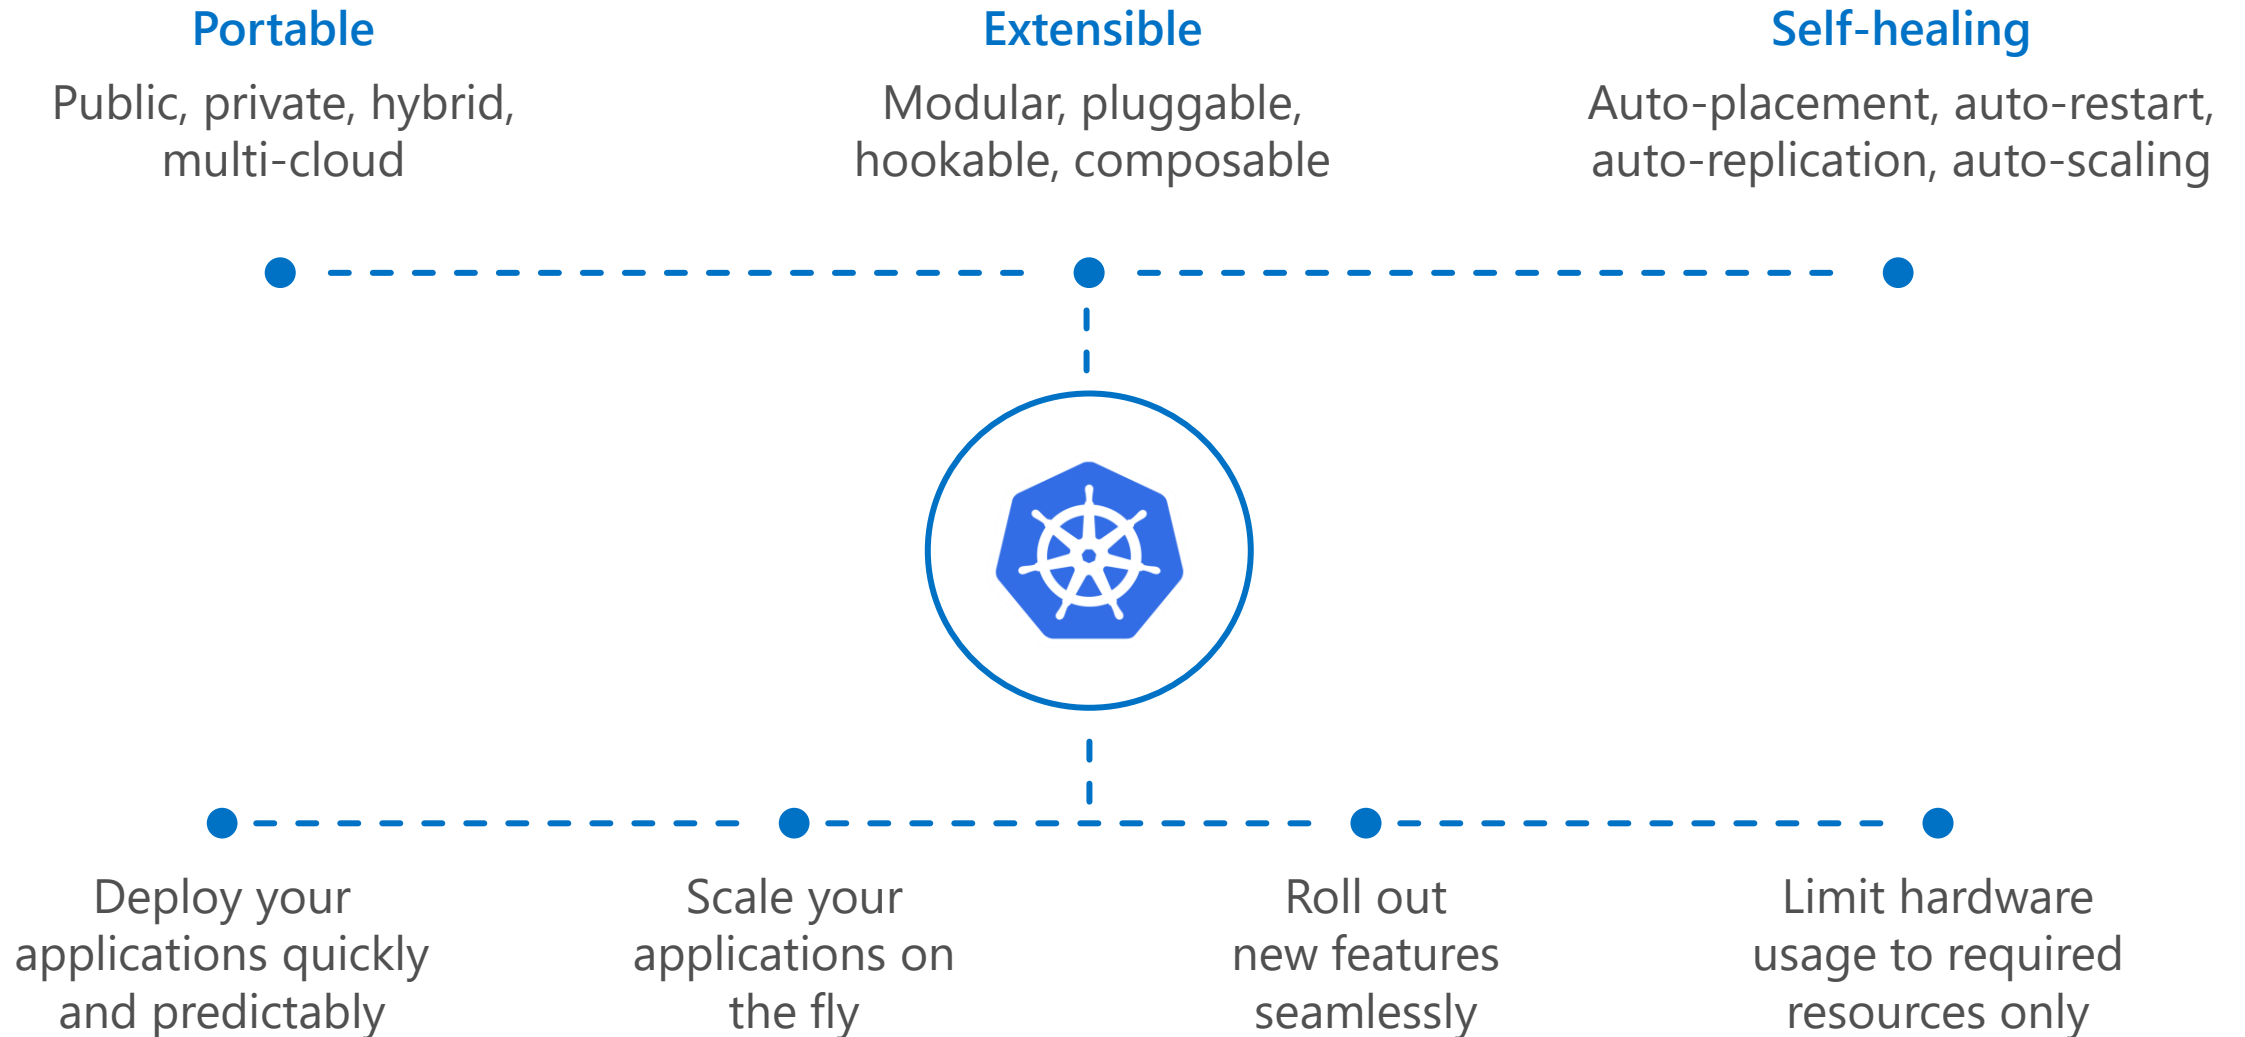 Portable
Public, private, hybrid,
multi-cloud
Extensible
Modular, pluggable,
hookable, composable
Self-healing
Auto-placement, auto-restart,
auto-replication, auto-scaling
Deploy your
applications quickly
and predictably
Scale your
applications on
the fly
Roll out
new features
seamlessly
Limit hardware
usage to required
resources only